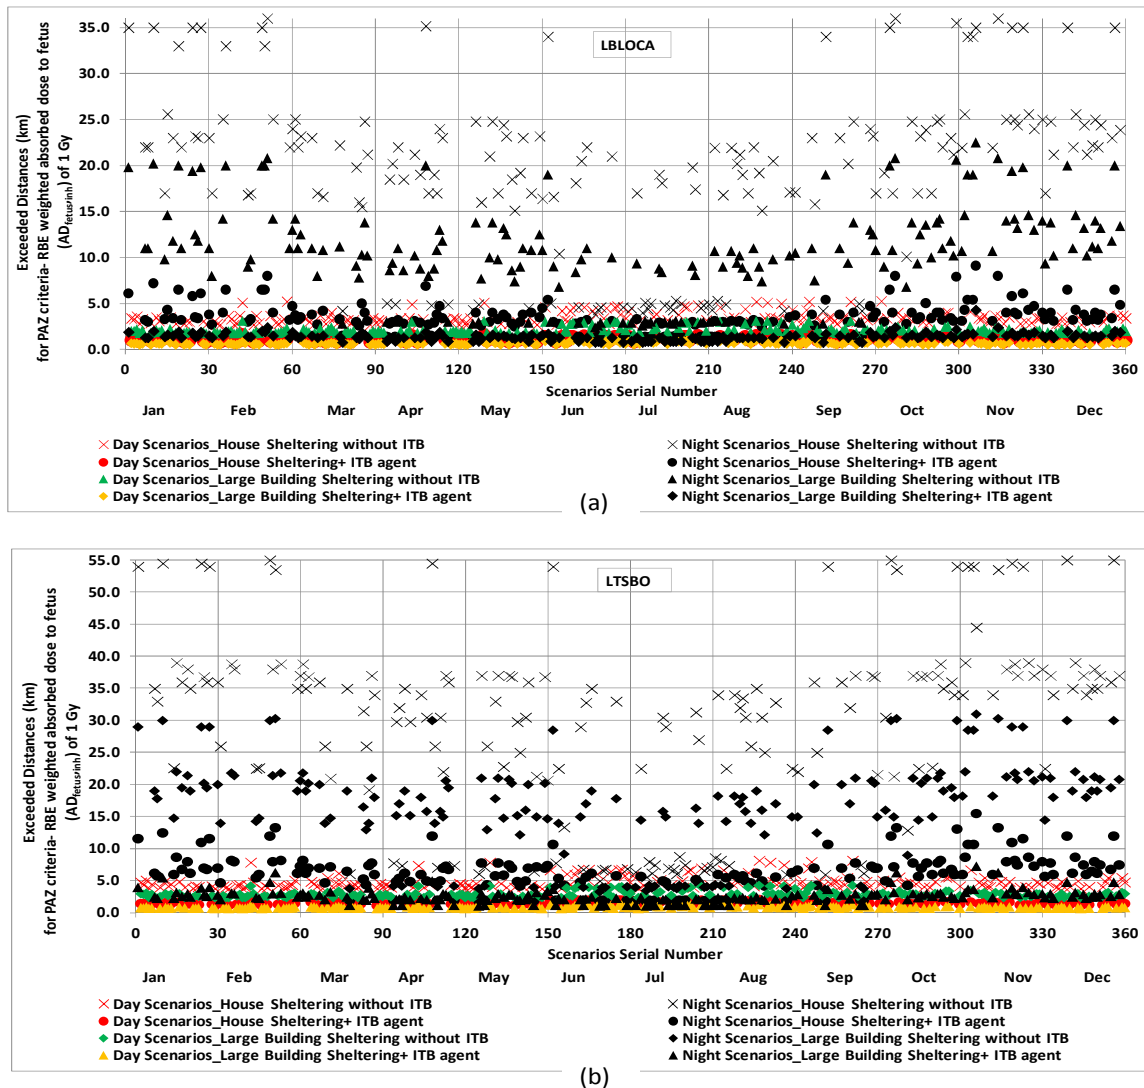 LBLOCA
Exceeded Distances (km)
for PAZ criteria- RBE weighted absorbed dose to fetus
(ADfetus/inh) of 1 Gy
35.0
30.0
25.0
20.0
15.0
10.0
5.0
0.0
0 30 60 90 120 150 180 210 240 270 300 330 360
Scenarios Serial Number
Jan Feb Mar Apr May Jun Jul Aug Sep Oct Nov Dec
Day Scenarios_House Sheltering without ITB Night Scenarios_House Sheltering without ITB
Day Scenarios_House Sheltering+ ITB agent Night Scenarios_House Sheltering+ ITB agent
Day Scenarios_Large Building Sheltering without ITB Night Scenarios_Large Building Sheltering without ITB
Day Scenarios_Large Building Sheltering+ ITB agent Night Scenarios_Large Building Sheltering+ ITB agent
(a)
LTSBO
Exceeded Distances (km)
for PAZ criteria- RBE weighted absorbed dose to fetus
(ADfetus/inh) of 1 Gy
55.0
50.0
45.0
40.0
35.0
30.0
25.0
20.0
15.0
10.0
5.0
0.0
0 30 60 90 120 150 180 210 240 270 300 330 360
Scenarios Serial Number
Jan Feb Mar Apr May Jun Jul Aug Sep Oct Nov Dec
Day Scenarios_House Sheltering without ITB Night Scenarios_House Sheltering without ITB
Day Scenarios_House Sheltering+ ITB agent Night Scenarios_House Sheltering+ ITB agent
Day Scenarios_Large Building Sheltering without ITB Night Scenarios_Large Building Sheltering without ITB
Day Scenarios_Large Building Sheltering+ ITB agent Night Scenarios_Large Building Sheltering+ ITB agent
(b)